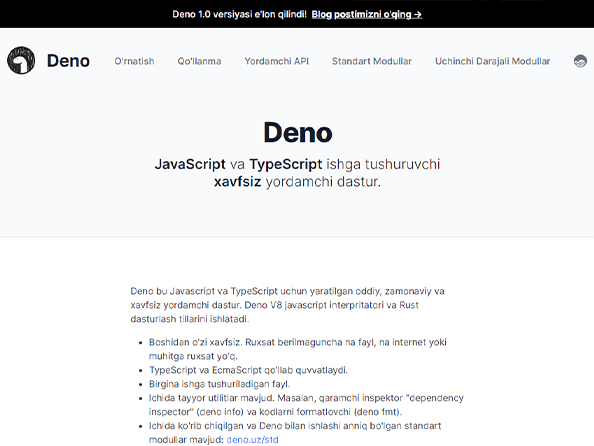 Deno 1.0 versiyasi e'lon qilindi! Blog postimizni o'qing →
Deno O'rnatish Qo'llanma Yordamchi API Standart Modullar Uchinchi Darajali Modullar
Deno
JavaScript va TypeScript ishga tushuruvchi
xavfsiz yordamchi dastur.
Deno bu Javascript va TypeScript uchun yaratilgan oddiy, zamonaviy va
xavfsiz yordamchi dastur. Deno V8 javascript interpritatori va Rust
dasturlash tillarini ishlatadi.
• Boshidan o'zi xavfsiz. Ruxsat berilmaguncha na fayl, na internet yoki
muhitga ruxsat yo'q.
• TypeScript va EcmaScript qo'llab quvvatlaydi.
• Birgina ishga tushuriladigan fayl.
• Ichida tayyor utilitlar mavjud. Masalan, qaramchi inspektor "dependency
inspector" (deno info) va kodlarni formatlovchi (deno fmt).
• Ichida ko'rib chiqilgan va Deno bilan ishlashi anniq bo'lgan standart
modullar mavjud: deno.uz/std